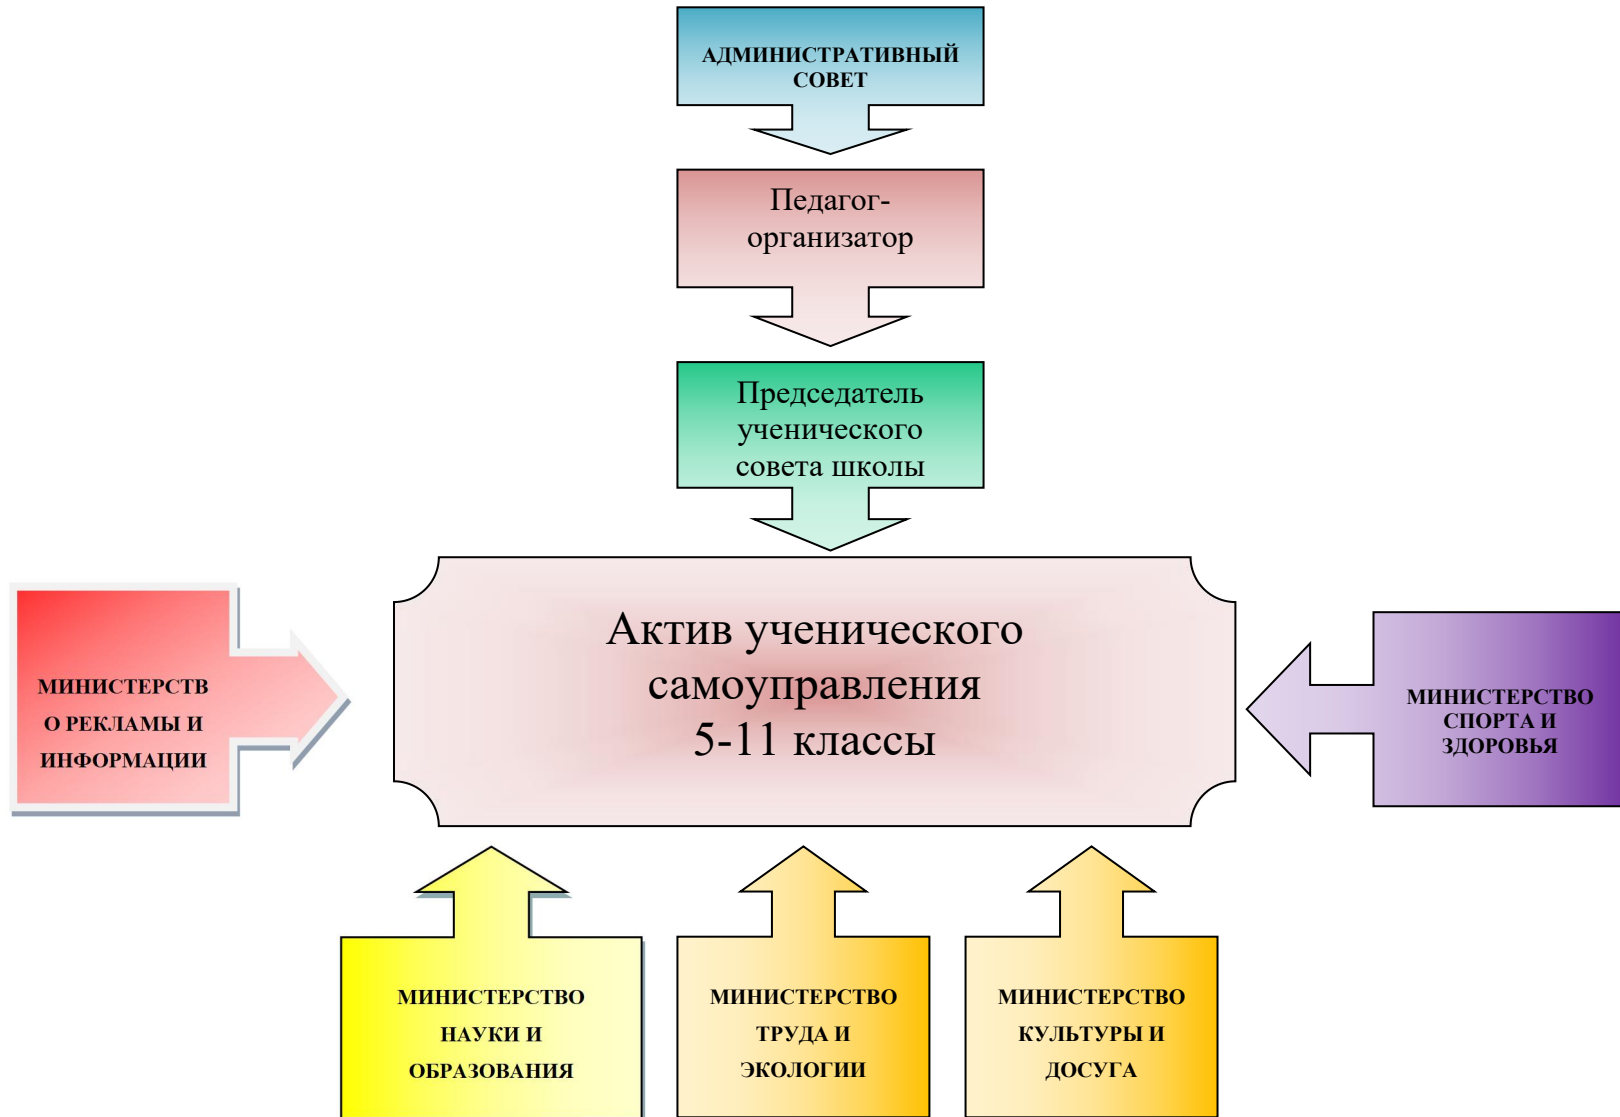 АДМИНИСТРАТИВНЫЙ
СОВЕТ
Педагог-
организатор
Председатель
ученического
совета школы
Актив ученического
самоуправления
5-11 классы
МИНИСТЕРСТВ
О РЕКЛАМЫ И
ИНФОРМАЦИИ
МИНИСТЕРСТВО
СПОРТА И
ЗДОРОВЬЯ
МИНИСТЕРСТВО
НАУКИ И
ОБРАЗОВАНИЯ
МИНИСТЕРСТВО
ТРУДА И
ЭКОЛОГИИ
МИНИСТЕРСТВО
КУЛЬТУРЫ И
ДОСУГА